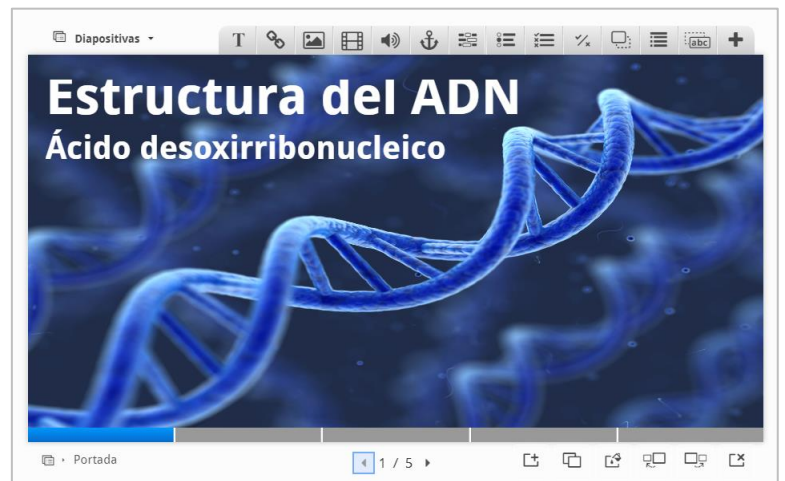 Diapositivas
T
abc
Estructura del ADN
Ácido desoxirribonucleico
Portada
1 / 5